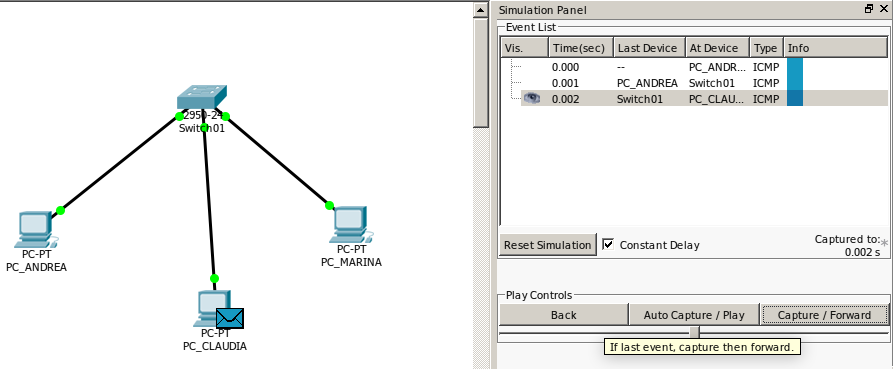 2950-24
Switch01
PC-PT
PC_ANDREA
PC-PT
PC_MARINA
PC-PT
PC_CLAUDIA
Simulation Panel
Event List
Vis. Time(sec) Last Device At Device Type Info
0.000 -- PC_ANDR... ICMP
0.001 PC_ANDREA Switch01 ICMP
0.002 Switch01 PC_CLAU... ICMP
Reset Simulation Constant Delay
Captured to:
0.002 s
*
Play Controls
Back Auto Capture / Play Capture / Forward
If last event, capture then forward.